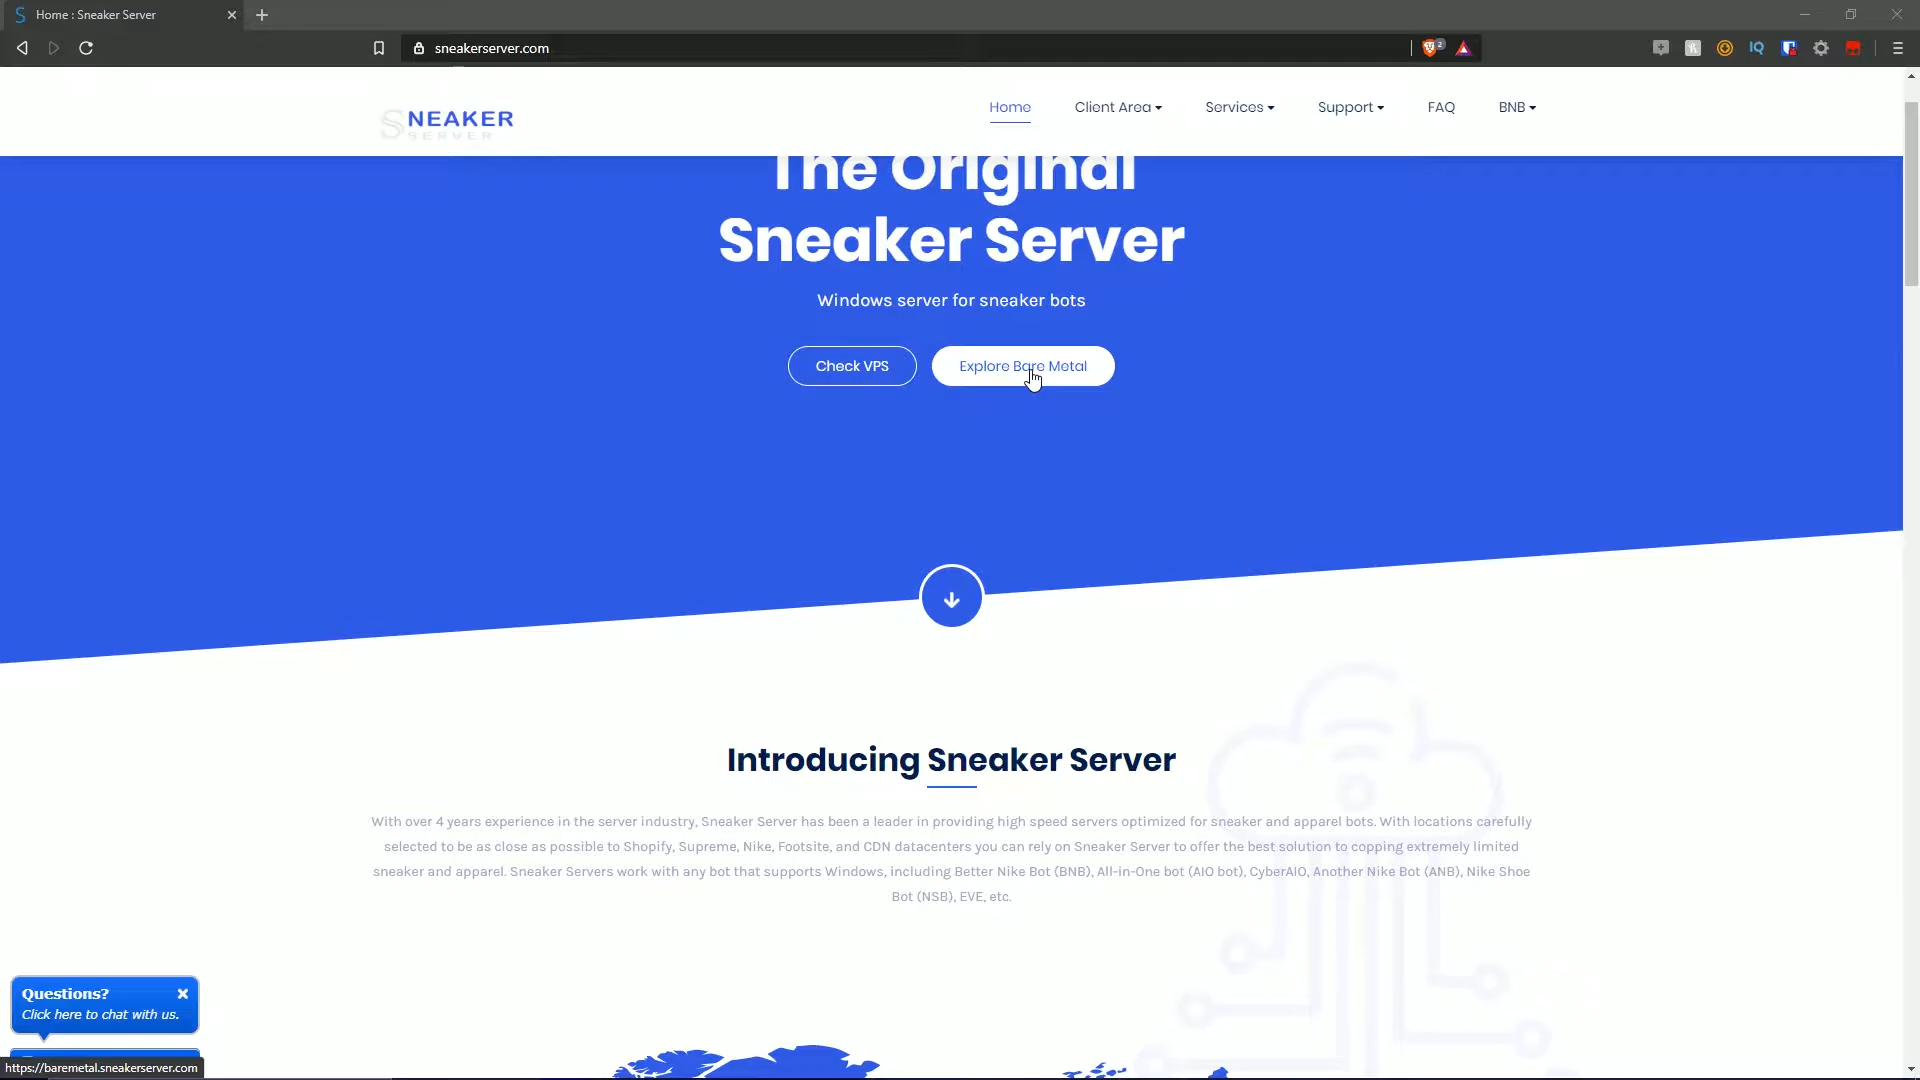 Home : Sneaker Server
sneakerserver.com
2
IQ
SNEAKER
SERVER
Home
Client Area
Services
Support
FAQ
BNB
The Original
Sneaker Server
Windows server for sneaker bots
Check VPS
Explore Bare Metal
Introducing Sneaker Server
With over 4 years experience in the server industry, Sneaker Server has been a leader in providing high speed servers optimized for sneaker and apparel bots. With locations carefully
selected to be as close as possible to Shopify, Supreme, Nike, Footsite, and CDN datacenters you can rely on Sneaker Server to offer the best solution to copping extremely limited
sneaker and apparel. Sneaker Servers work with any bot that supports Windows, including Better Nike Bot (BNB), All-in-One bot (AIO bot), CyberAIO, Another Nike Bot (ANB), Nike Shoe
Bot (NSB), EVE, etc.
Questions?
Click here to chat with us.
https://baremetal.sneakerserver.com